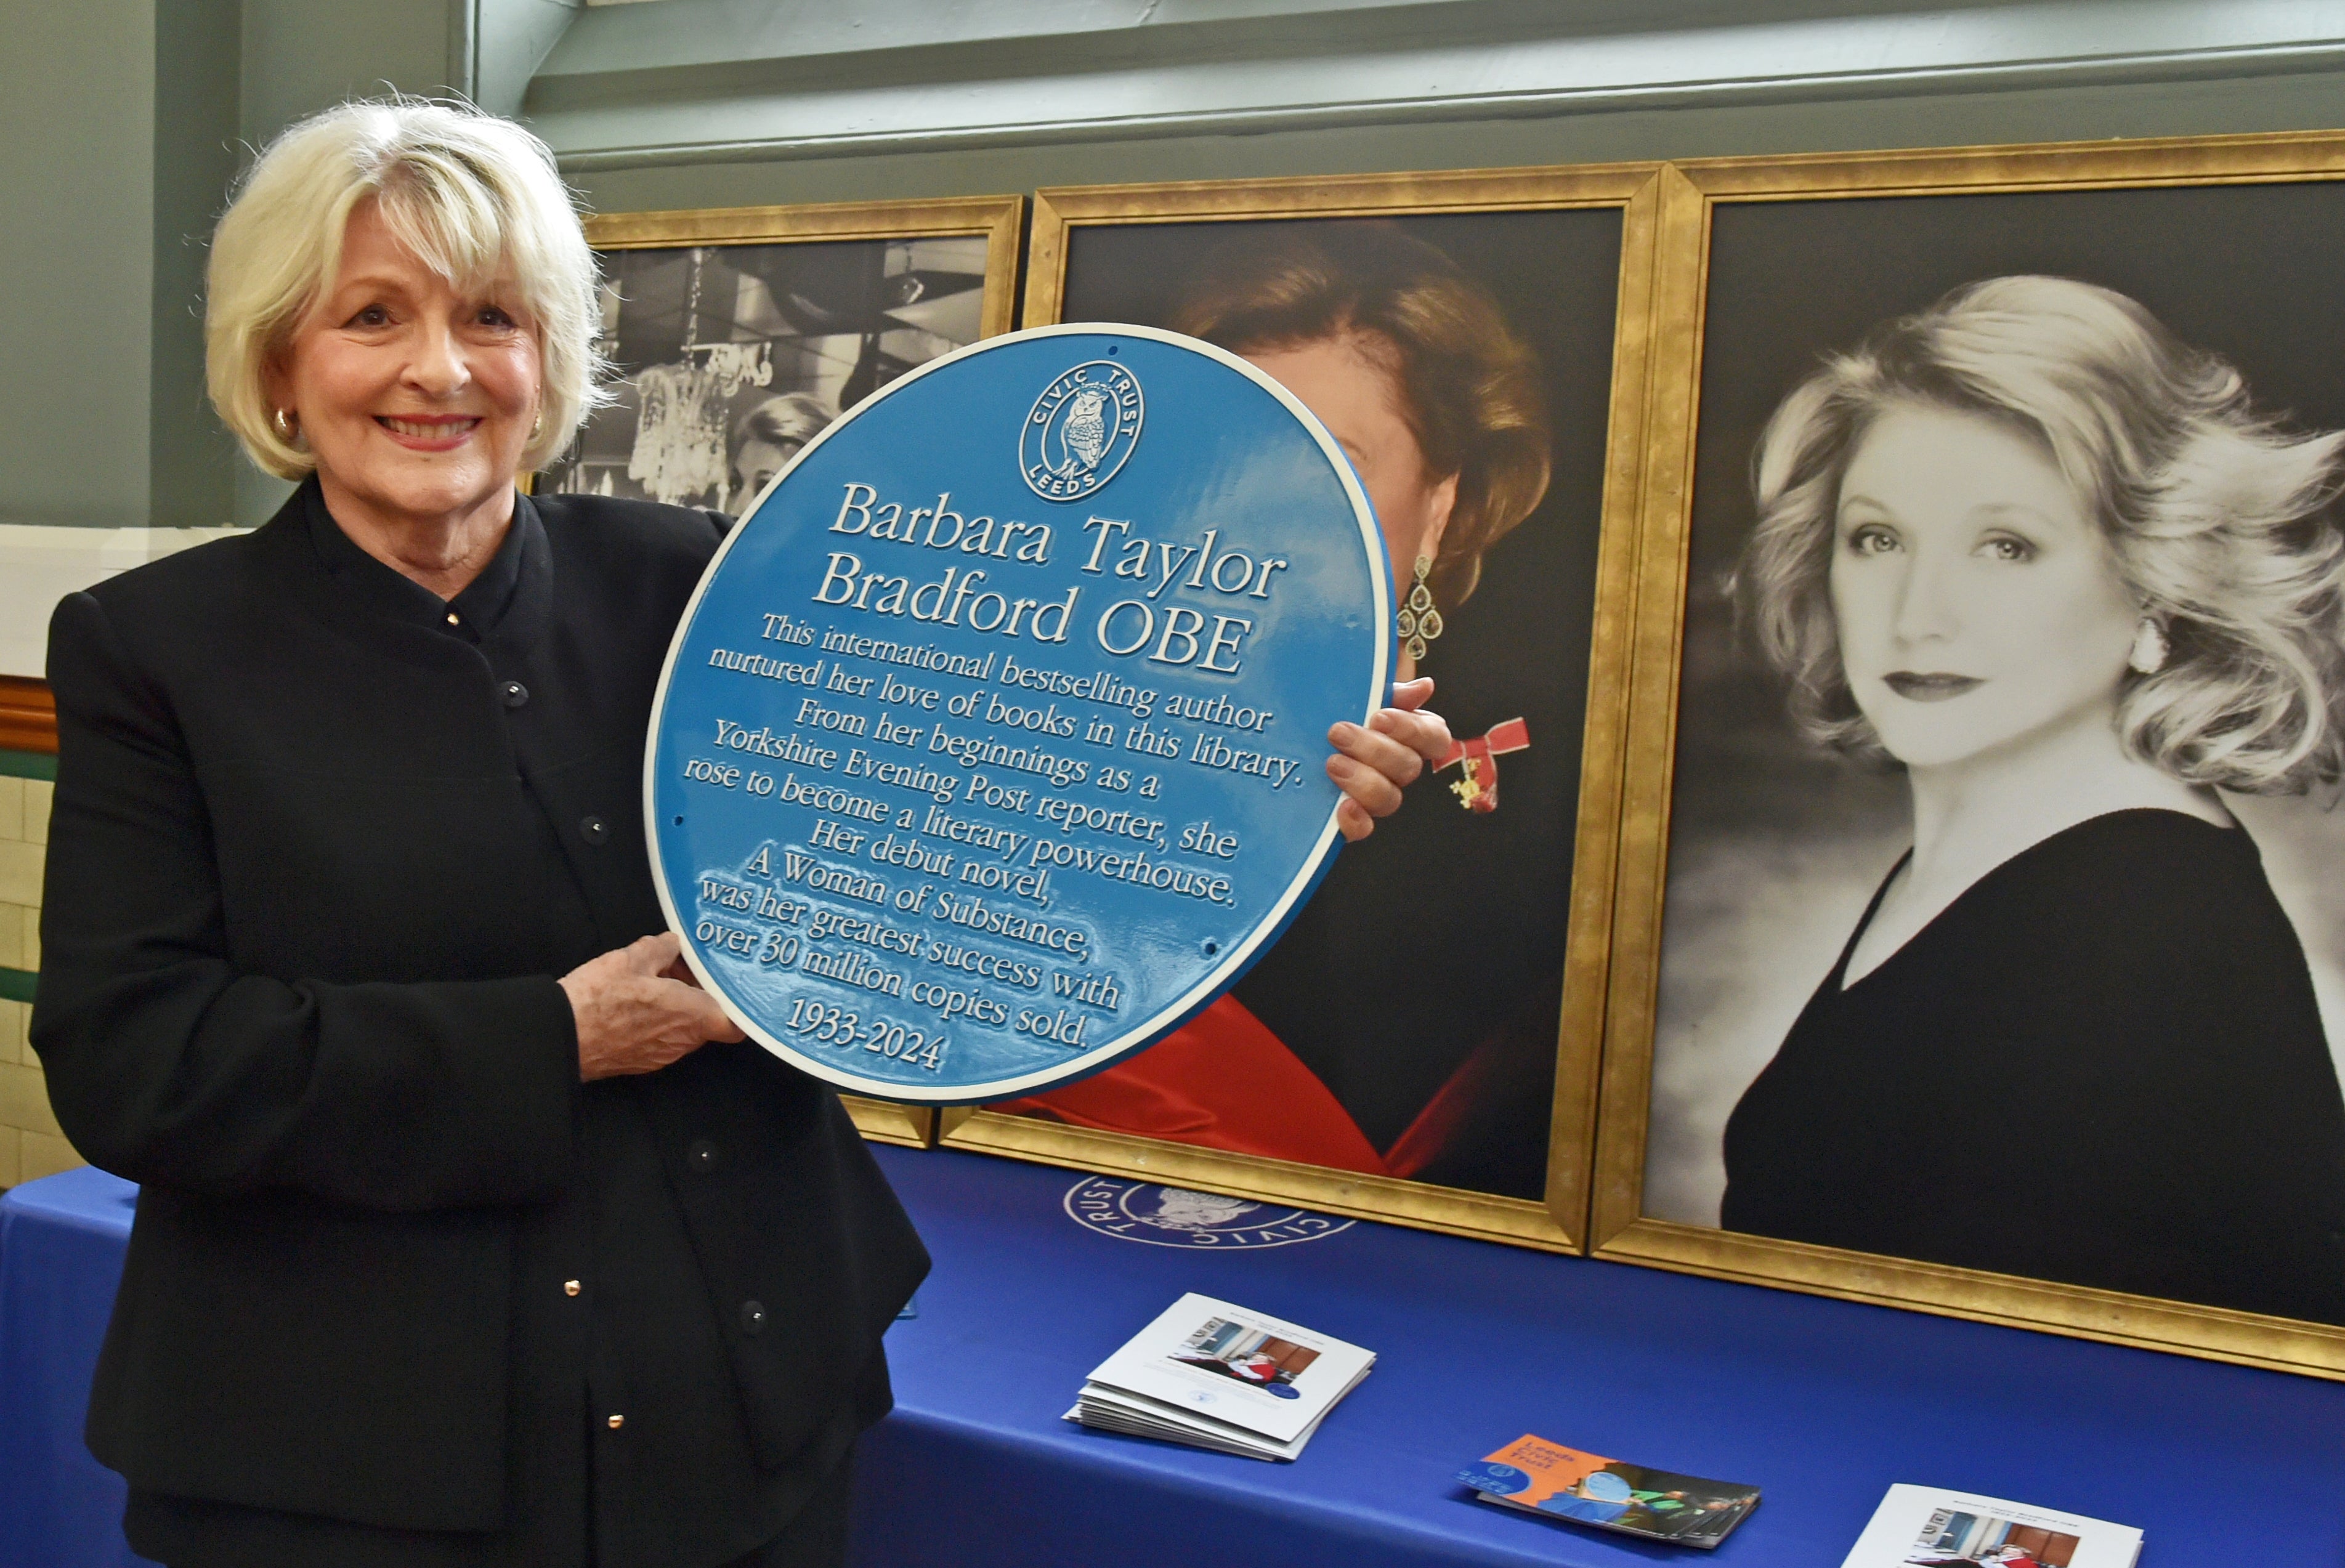 CIVIC TRUST
LEEDS
Barbara Taylor
Bradford OBE
This international bestselling author
nurtured her love of books in this library.
From her beginnings as a
Yorkshire Evening Post reporter, she
rose to become a literary powerhouse.
Her debut novel,
A Woman of Substance,
was her greatest success with
over 30 million copies sold.
1933-2024
TRUST CIVIC
Leeds
Civic
Trust